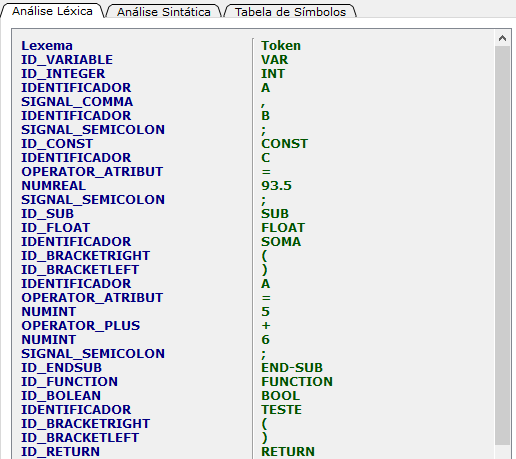 Análise Léxica Análise Sintática Tabela de Símbolos
Lexema Token
ID_VARIABLE VAR
ID_INTEGER INT
IDENTIFICADOR A
SIGNAL_COMMA ,
IDENTIFICADOR B
SIGNAL_SEMICOLON ;
ID_CONST CONST
IDENTIFICADOR C
OPERATOR_ATRIBUT =
NUMREAL 93.5
SIGNAL_SEMICOLON ;
ID_SUB SUB
ID_FLOAT FLOAT
IDENTIFICADOR SOMA
ID_BRACKETRIGHT (
ID_BRACKETLEFT )
IDENTIFICADOR A
OPERATOR_ATRIBUT =
NUMINT 5
OPERATOR_PLUS +
NUMINT 6
SIGNAL_SEMICOLON ;
ID_ENDSUB END-SUB
ID_FUNCTION FUNCTION
ID_BOLEAN BOOL
IDENTIFICADOR TESTE
ID_BRACKETRIGHT (
ID_BRACKETLEFT )
ID_RETURN RETURN